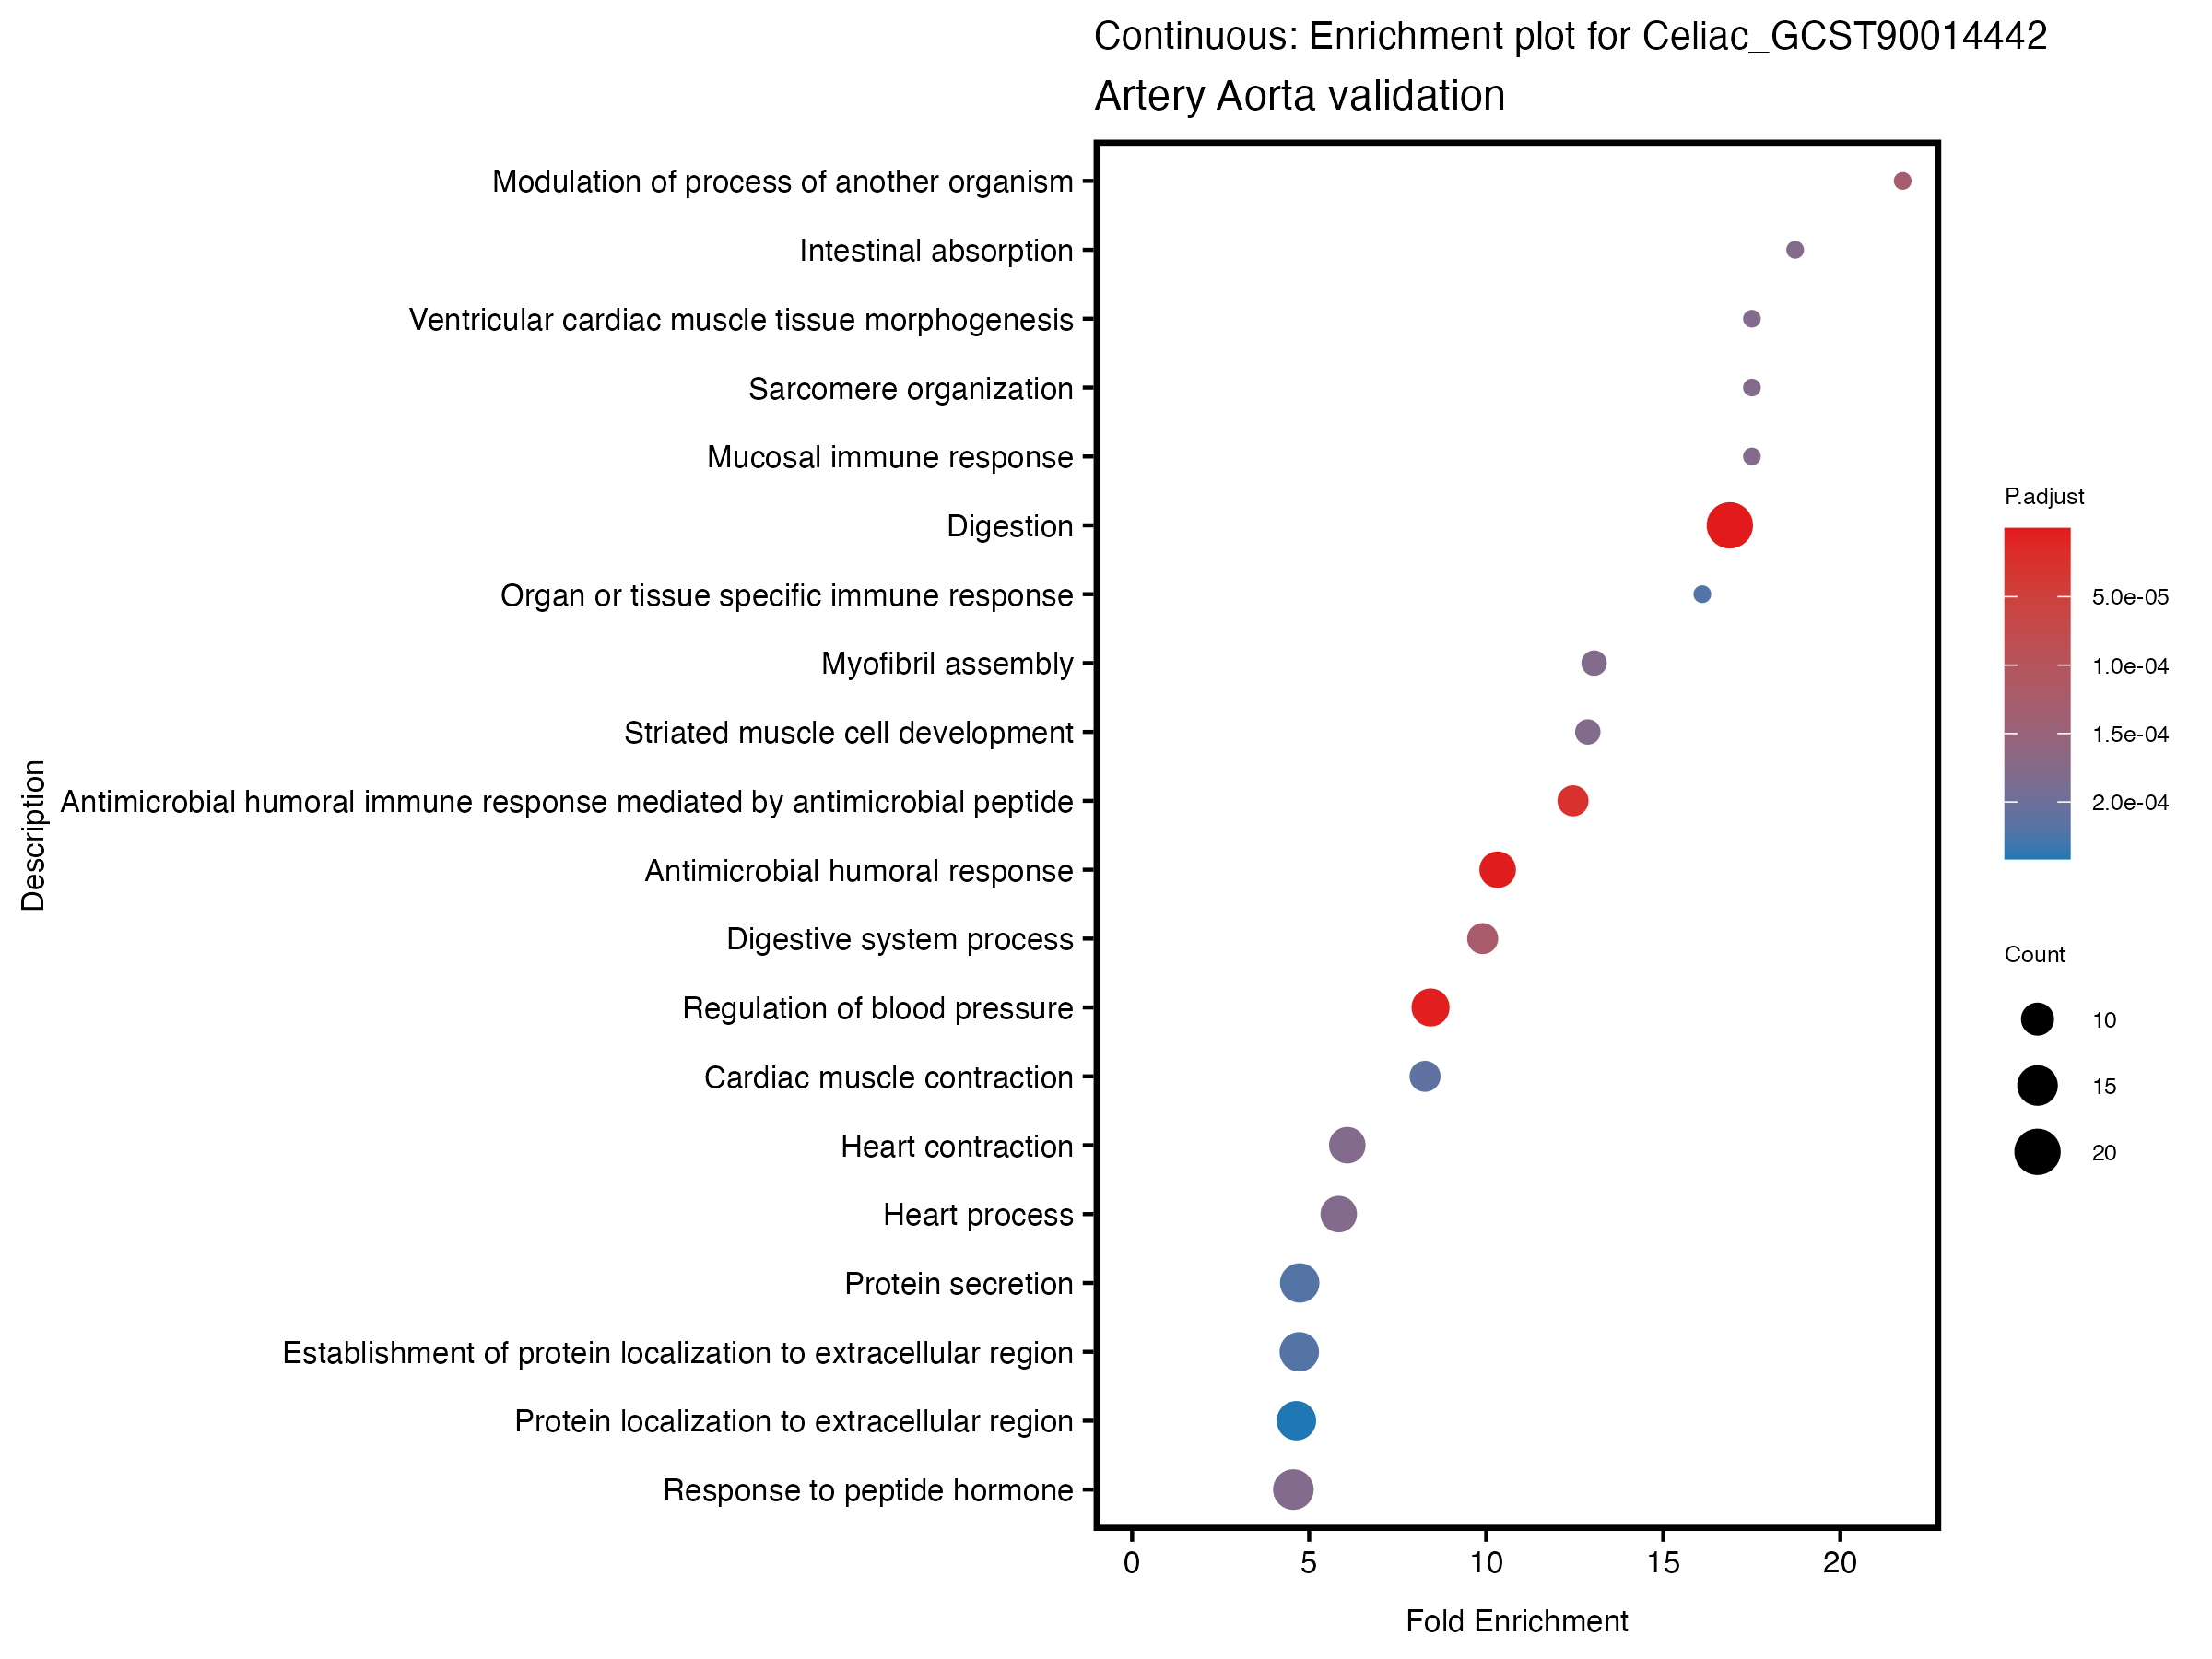 Continuous: Enrichment plot for Celiac_GCST90014442
Artery Aorta validation
Description
Modulation of process of another organism
Intestinal absorption
Ventricular cardiac muscle tissue morphogenesis
Sarcomere organization
Mucosal immune response
Digestion
Organ or tissue specific immune response
Myofibril assembly
Striated muscle cell development
Antimicrobial humoral immune response mediated by antimicrobial peptide
Antimicrobial humoral response
Digestive system process
Regulation of blood pressure
Cardiac muscle contraction
Heart contraction
Heart process
Protein secretion
Establishment of protein localization to extracellular region
Protein localization to extracellular region
Response to peptide hormone
0 5 10 15 20
Fold Enrichment
P.adjust
5.0e-05
1.0e-04
1.5e-04
2.0e-04
Count
10
15
20